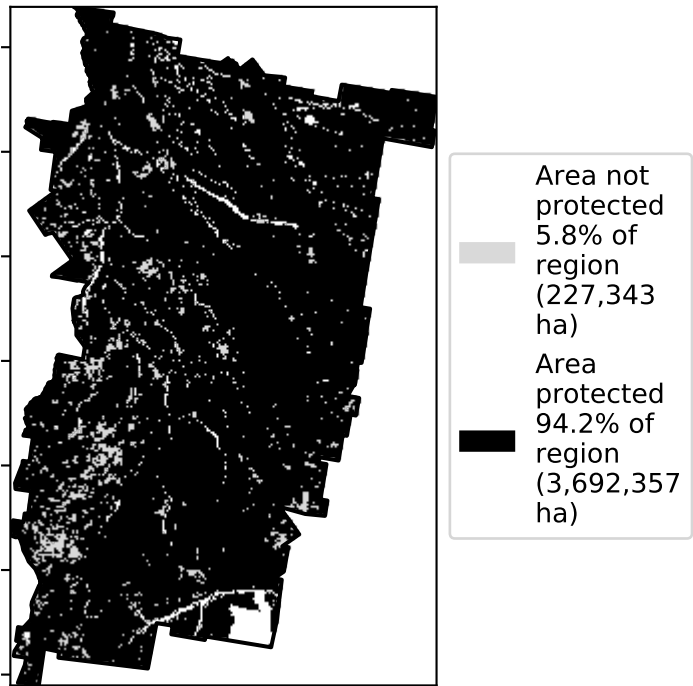 Area not
protected
5.8% of
region
(227,343
ha)
Area
protected
94.2% of
region
(3,692,357
ha)